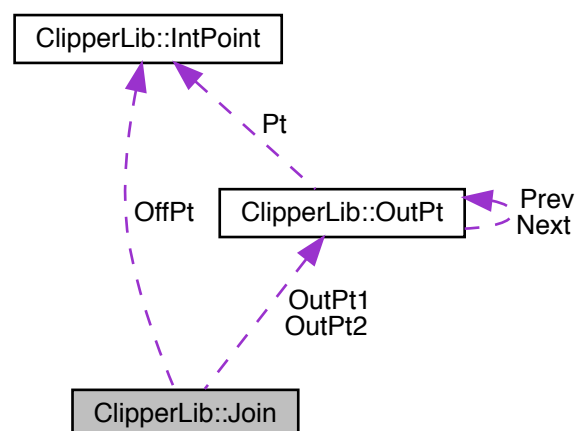 ClipperLib::IntPoint
Pt
ClipperLib::OutPt
Prev
Next
OffPt
OutPt1
OutPt2
ClipperLib::Join